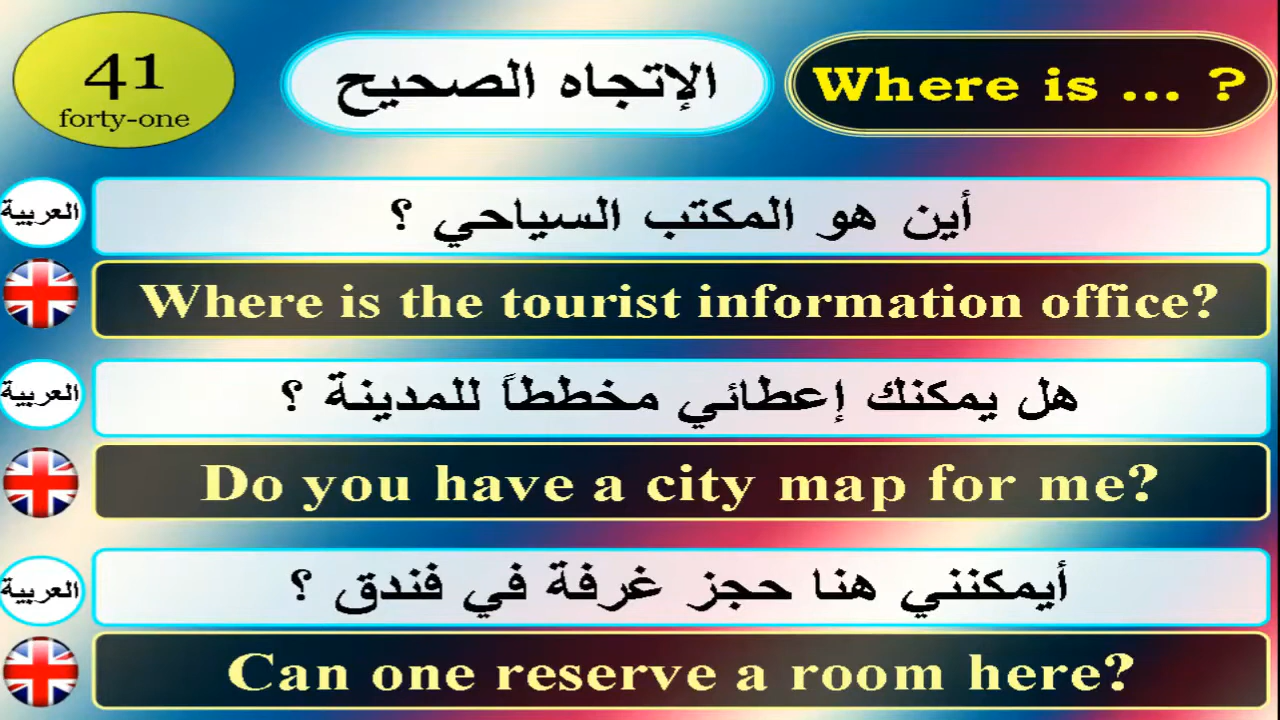 41
forty-one
الإتجاه الصحيح
Where is ... ?
العربية
أين هو المكتب السياحي ؟
Where is the tourist information office?
العربية
هل يمكنك إعطائي مخططاً للمدينة ؟
Do you have a city map for me?
العربية
أيمكنني هنا حجز غرفة في فندق ؟
Can one reserve a room here?